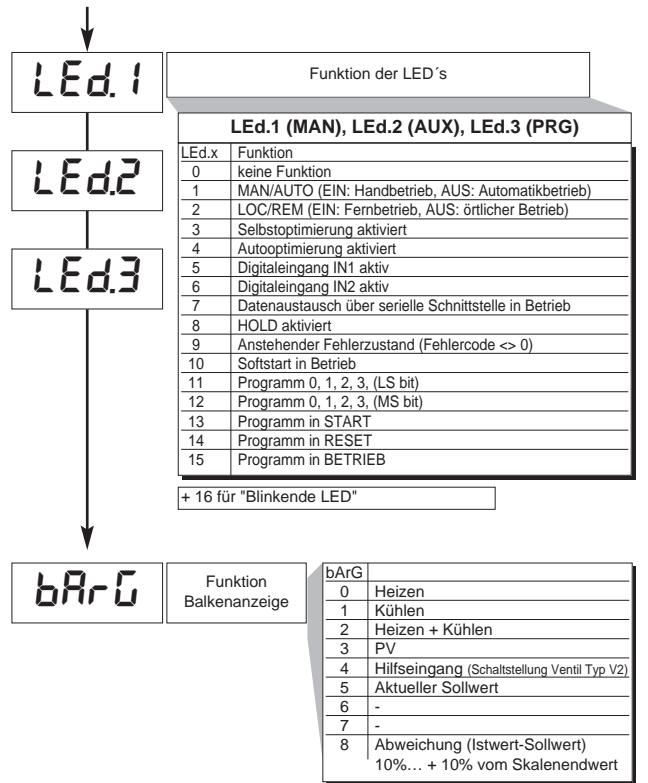 LEd.1
Funktion der LED´s
LEd.1 (MAN), LEd.2 (AUX), LEd.3 (PRG)
LEd.x Funktion
0 keine Funktion
1 MAN/AUTO (EIN: Handbetrieb, AUS: Automatikbetrieb)
LEd.2
2 LOC/REM (EIN: Fernbetrieb, AUS: örtlicher Betrieb)
3 Selbstoptimierung aktiviert
4 Autooptimierung aktiviert
LEd.3
5 Digitaleingang IN1 aktiv
6 Digitaleingang IN2 aktiv
7 Datenaustausch über serielle Schnittstelle in Betrieb
8 HOLD aktiviert
9 Anstehender Fehlerzustand (Fehlercode <> 0)
10 Softstart in Betrieb
11 Programm 0, 1, 2, 3, (LS bit)
12 Programm 0, 1, 2, 3, (MS bit)
13 Programm in START
14 Programm in RESET
15 Programm in BETRIEB
+ 16 für "Blinkende LED"
bArG
Funktion
Balkenanzeige
bArG
0 Heizen
1 Kühlen
2 Heizen + Kühlen
3 PV
4 Hilfseingang (Schaltstellung Ventil Typ V2)
5 Aktueller Sollwert
6 -
7 -
8 Abweichung (Istwert-Sollwert)
10%... + 10% vom Skalenendwert